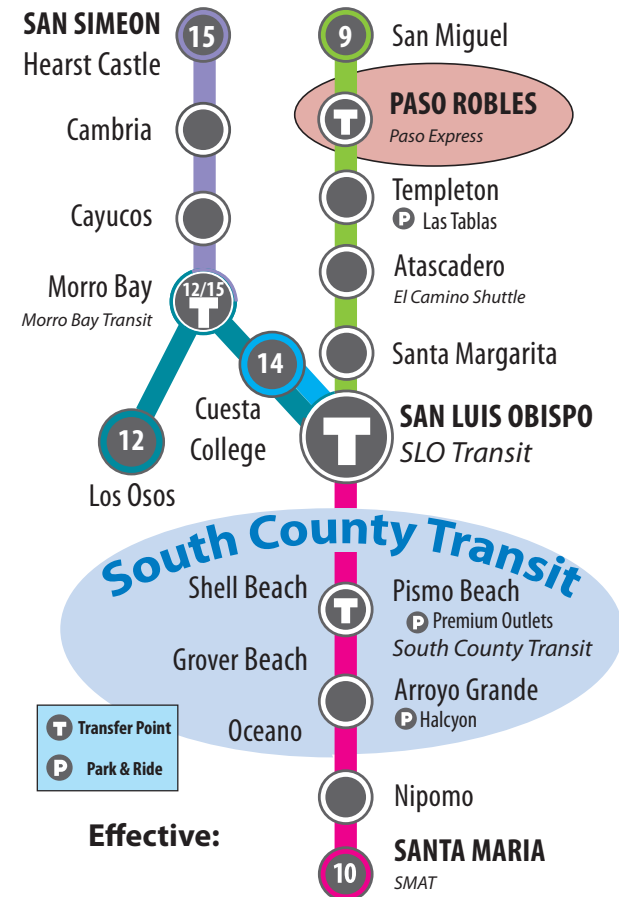 SAN SIMEON
Hearst Castle
15
9
San Miguel
Cambria
T
PASO ROBLES
Paso Express
Cayucos
Templeton
P Las Tablas
Morro Bay
Morro Bay Transit
12/15
T
Atascadero
El Camino Shuttle
14
Santa Margarita
Cuesta
College
12
Los Osos
T
SAN LUIS OBISPO
SLO Transit
South County Transit
Shell Beach
T
Pismo Beach
P Premium Outlets
South County Transit
Grover Beach
Arroyo Grande
P Halcyon
Oceano
T Transfer Point
P Park & Ride
Nipomo
Effective:
10
SANTA MARIA
SMAT